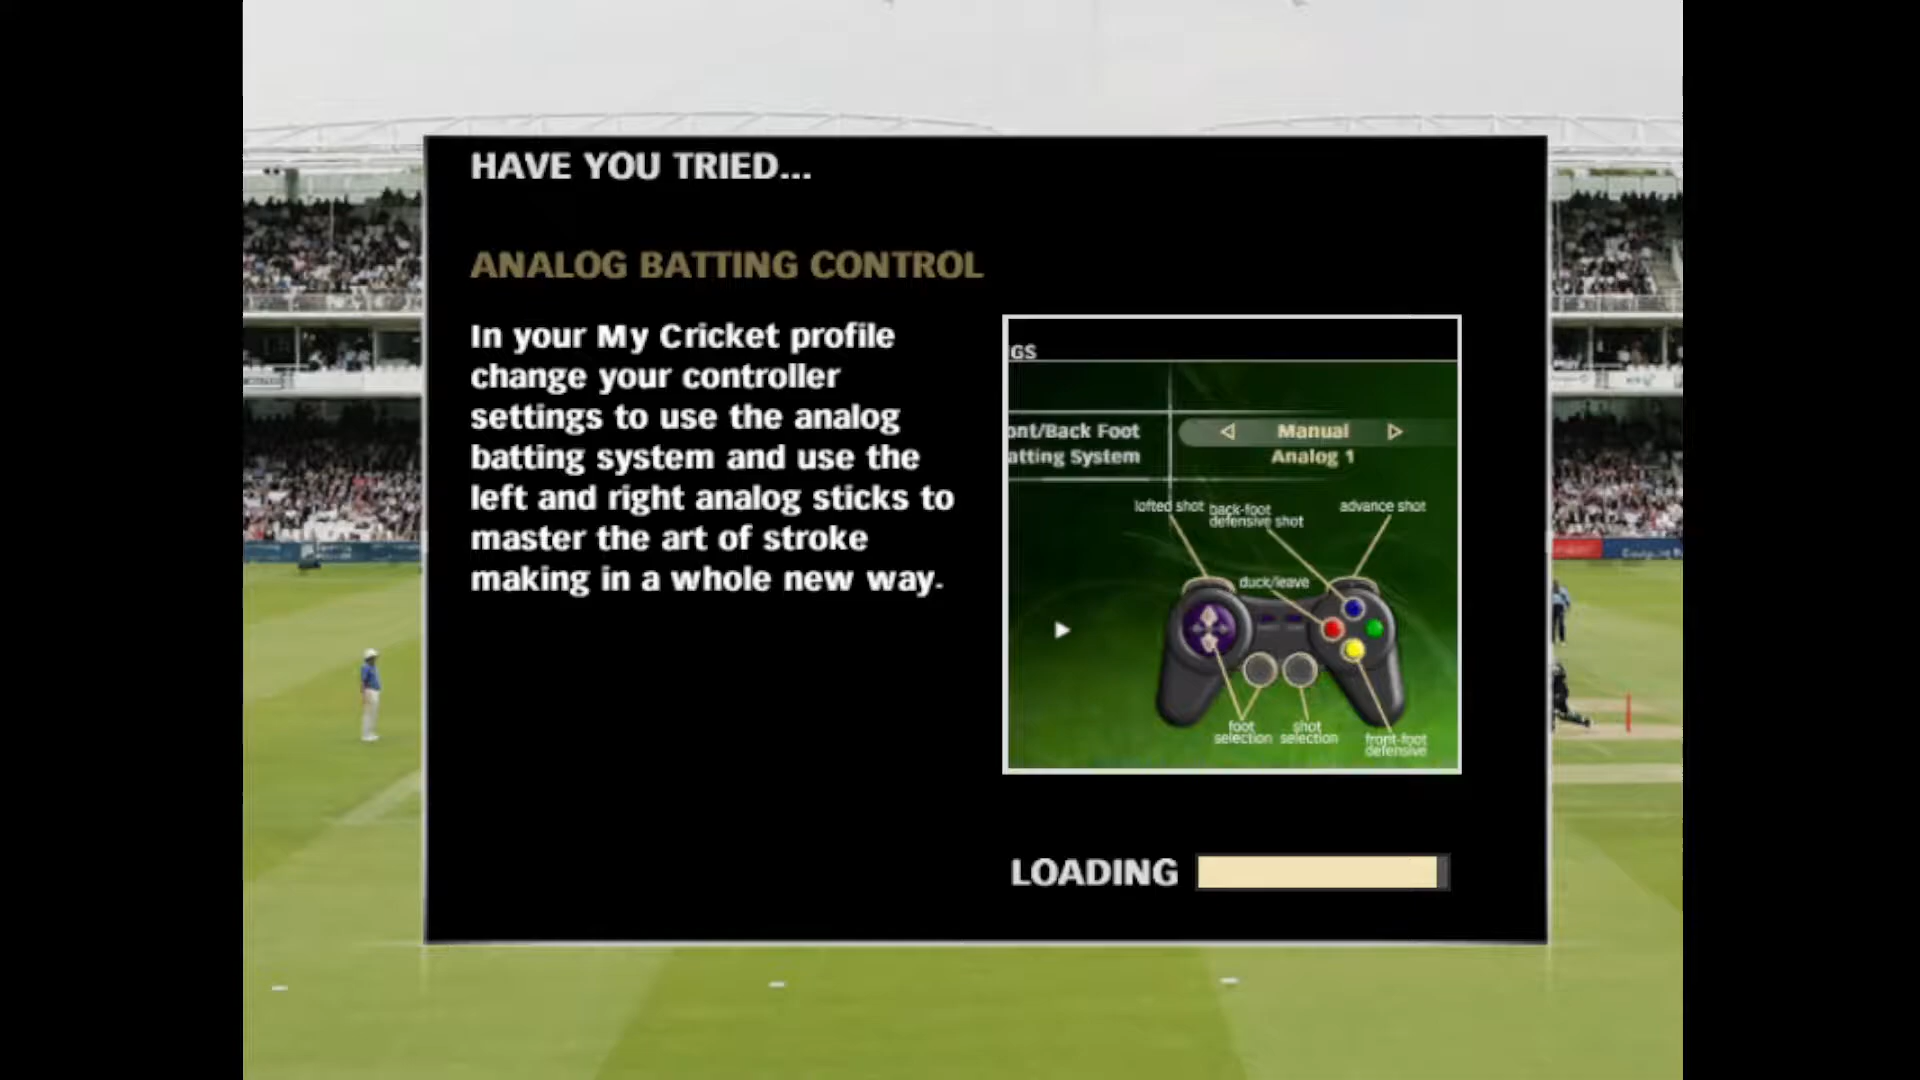 HAVE YOU TRIED...
ANALOG BATTING CONTROL
In your My Cricket profile
change your controller
settings to use the analog
batting system and use the
left and right analog sticks to
master the art of stroke
making in a whole new way.
GS
ont/Back Foot
Manual
atting System
Analog 1
lofted shot
back-foot
defensive shot
advance shot
duck/leave
foot
selection
shot
selection
front-foot
defensive
LOADING